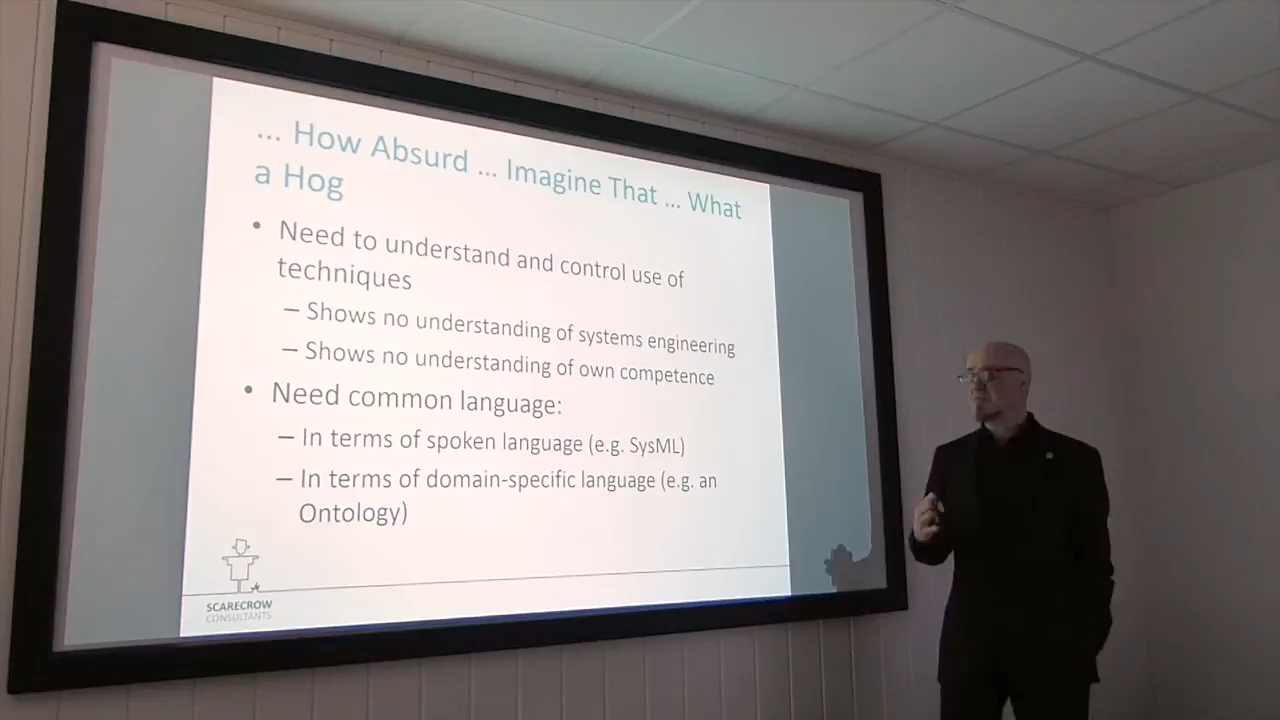 ... How Absurd ... Imagine That ... What
a Hog
• Need to understand and control use of
techniques
– Shows no understanding of systems engineering
– Shows no understanding of own competence
• Need common language:
– In terms of spoken language (e.g. SysML)
– In terms of domain-specific language (e.g. an
Ontology)
SCARECROW
CONSULTANTS